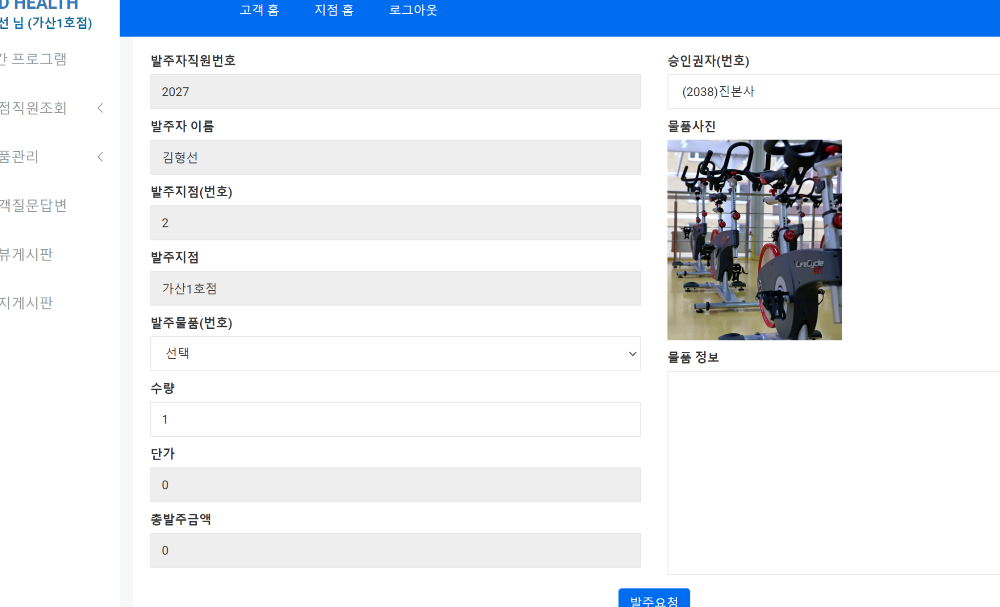 D HEALTH
선 님 (가산1호점)
고객 홈 지점 홈 로그아웃
간 프로그램
점직원조회
품관리
객질문답변
뷰게시판
지게시판
발주자직원번호
2027
발주자 이름
김형선
발주지점(번호)
2
발주지점
가산1호점
발주물품(번호)
선택
수량
1
단가
0
총발주금액
0
승인권자(번호)
(2038)진본사
물품사진
LifeCycle
GX
물품 정보
발주요청